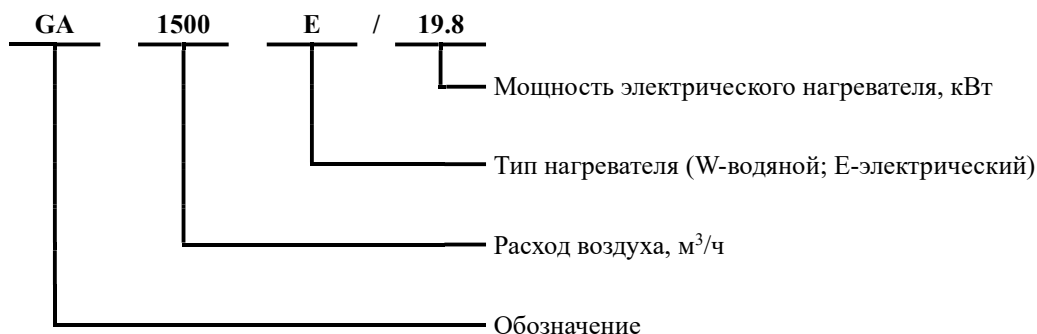 GA 1500 E / 19.8
Мощность электрического нагревателя, кВт
Тип нагревателя (W-водяной; E-электрический)
Расход воздуха, м³/ч
Обозначение